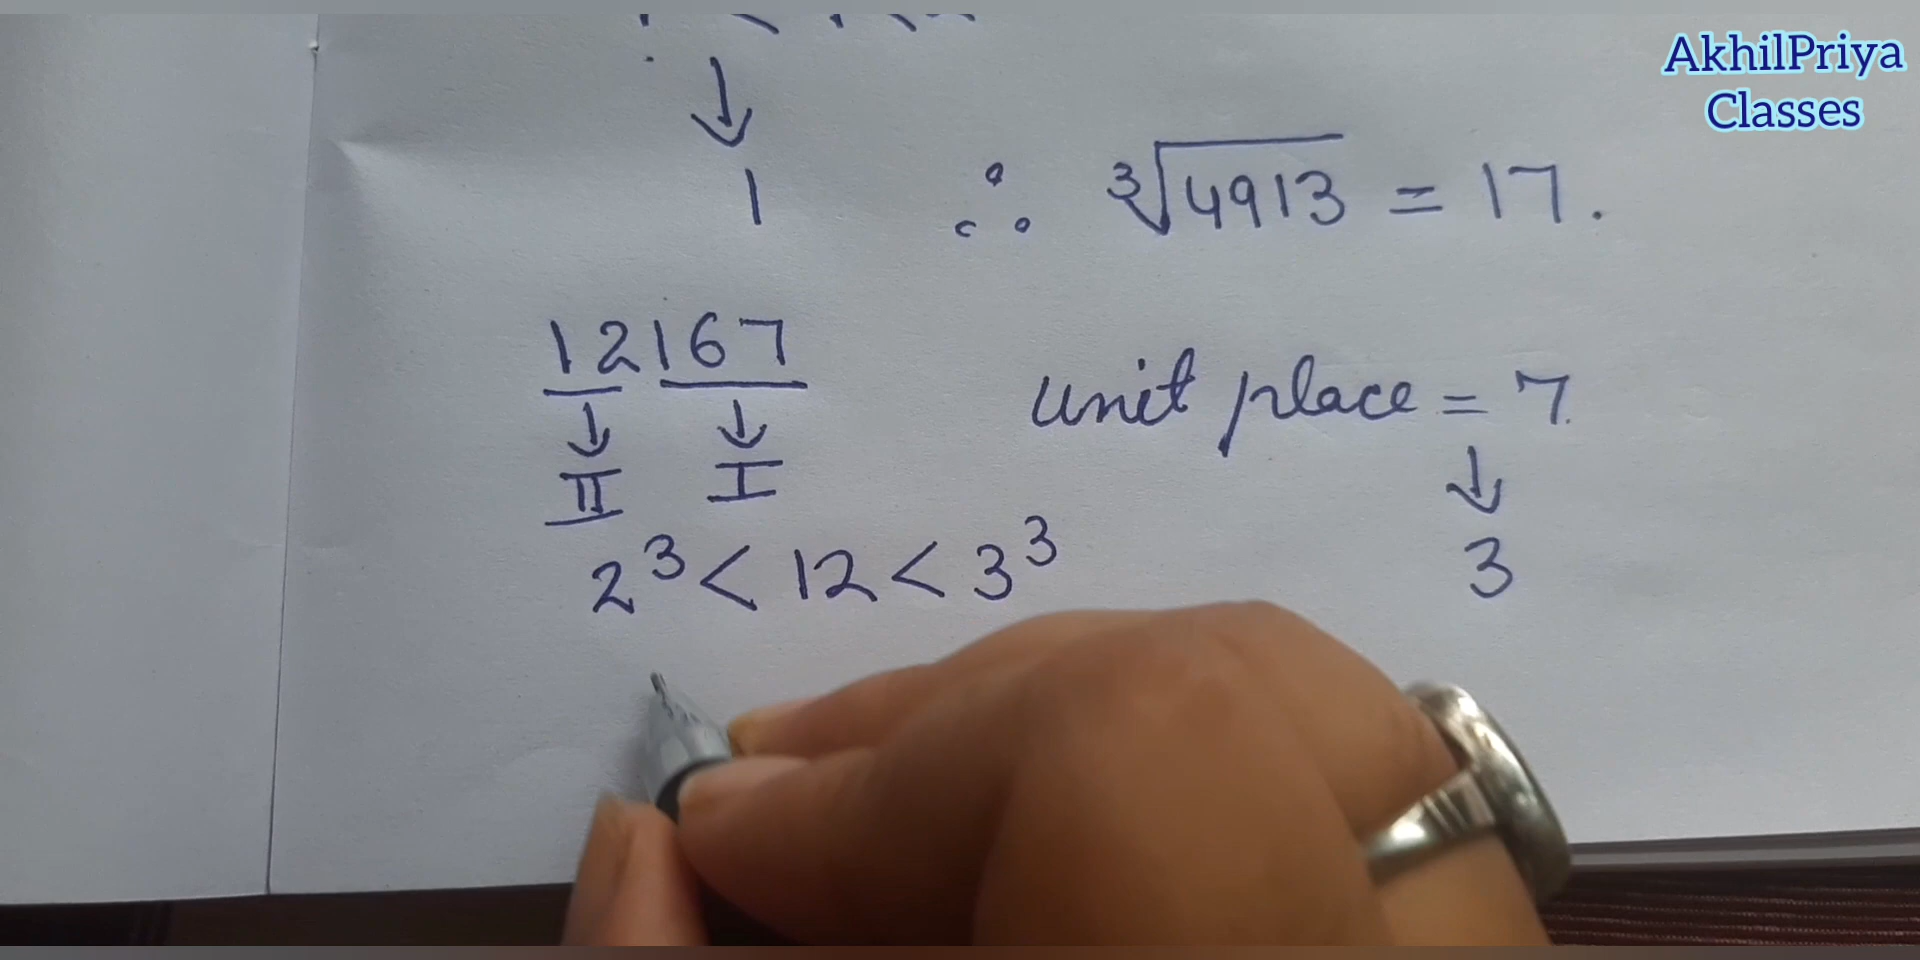 AkhilPriya
Classes
↓
1 ∴ ∛4913 = 17.
12167 unit place = 7.
↓ ↓ ↓
II I 3
2³ < 12 < 3³